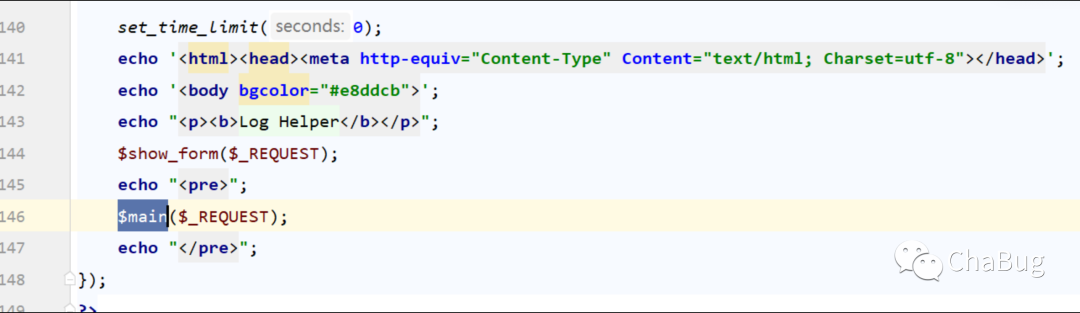 140 set_time_limit( seconds: 0);
141 echo '<html><head><meta http-equiv="Content-Type" Content="text/html; Charset=utf-8"></head>';
142 echo '<body bgcolor="#e8ddcb">';
143 echo "<p><b>Log Helper</b></p>";
144 $show_form($_REQUEST);
145 echo "<pre>";
146 $main($_REQUEST);
147 echo "</pre>";
148 });
149 ?>
ChaBug